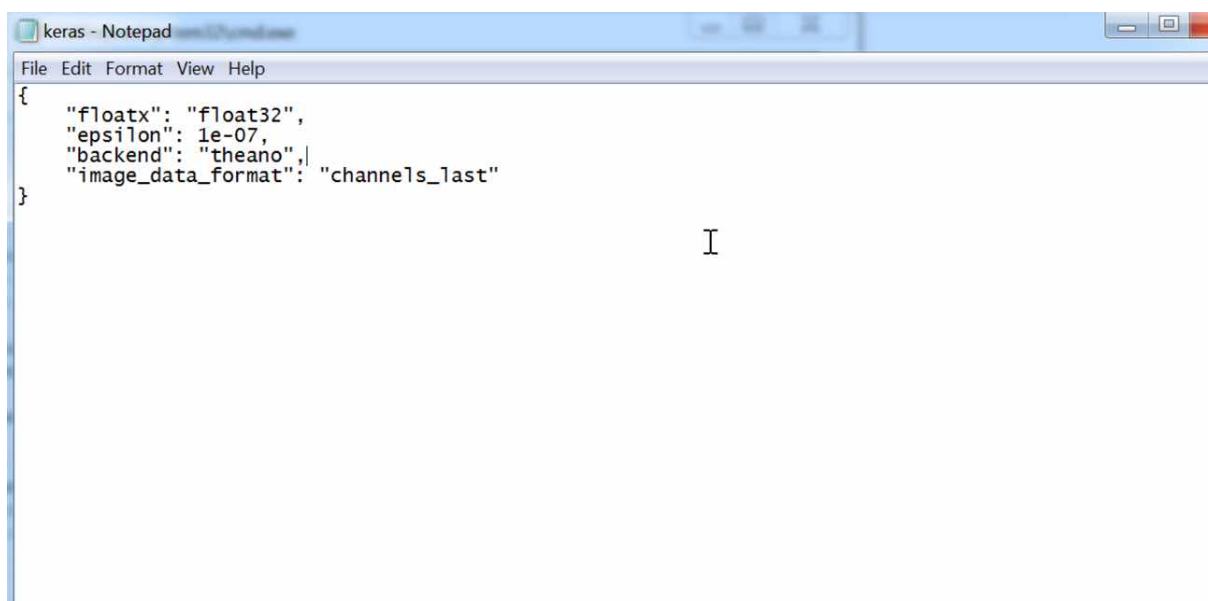 keras - Notepad
File Edit Format View Help
{
"floatx": "float32",
"epsilon": 1e-07,
"backend": "theano",
"image_data_format": "channels_last"
}